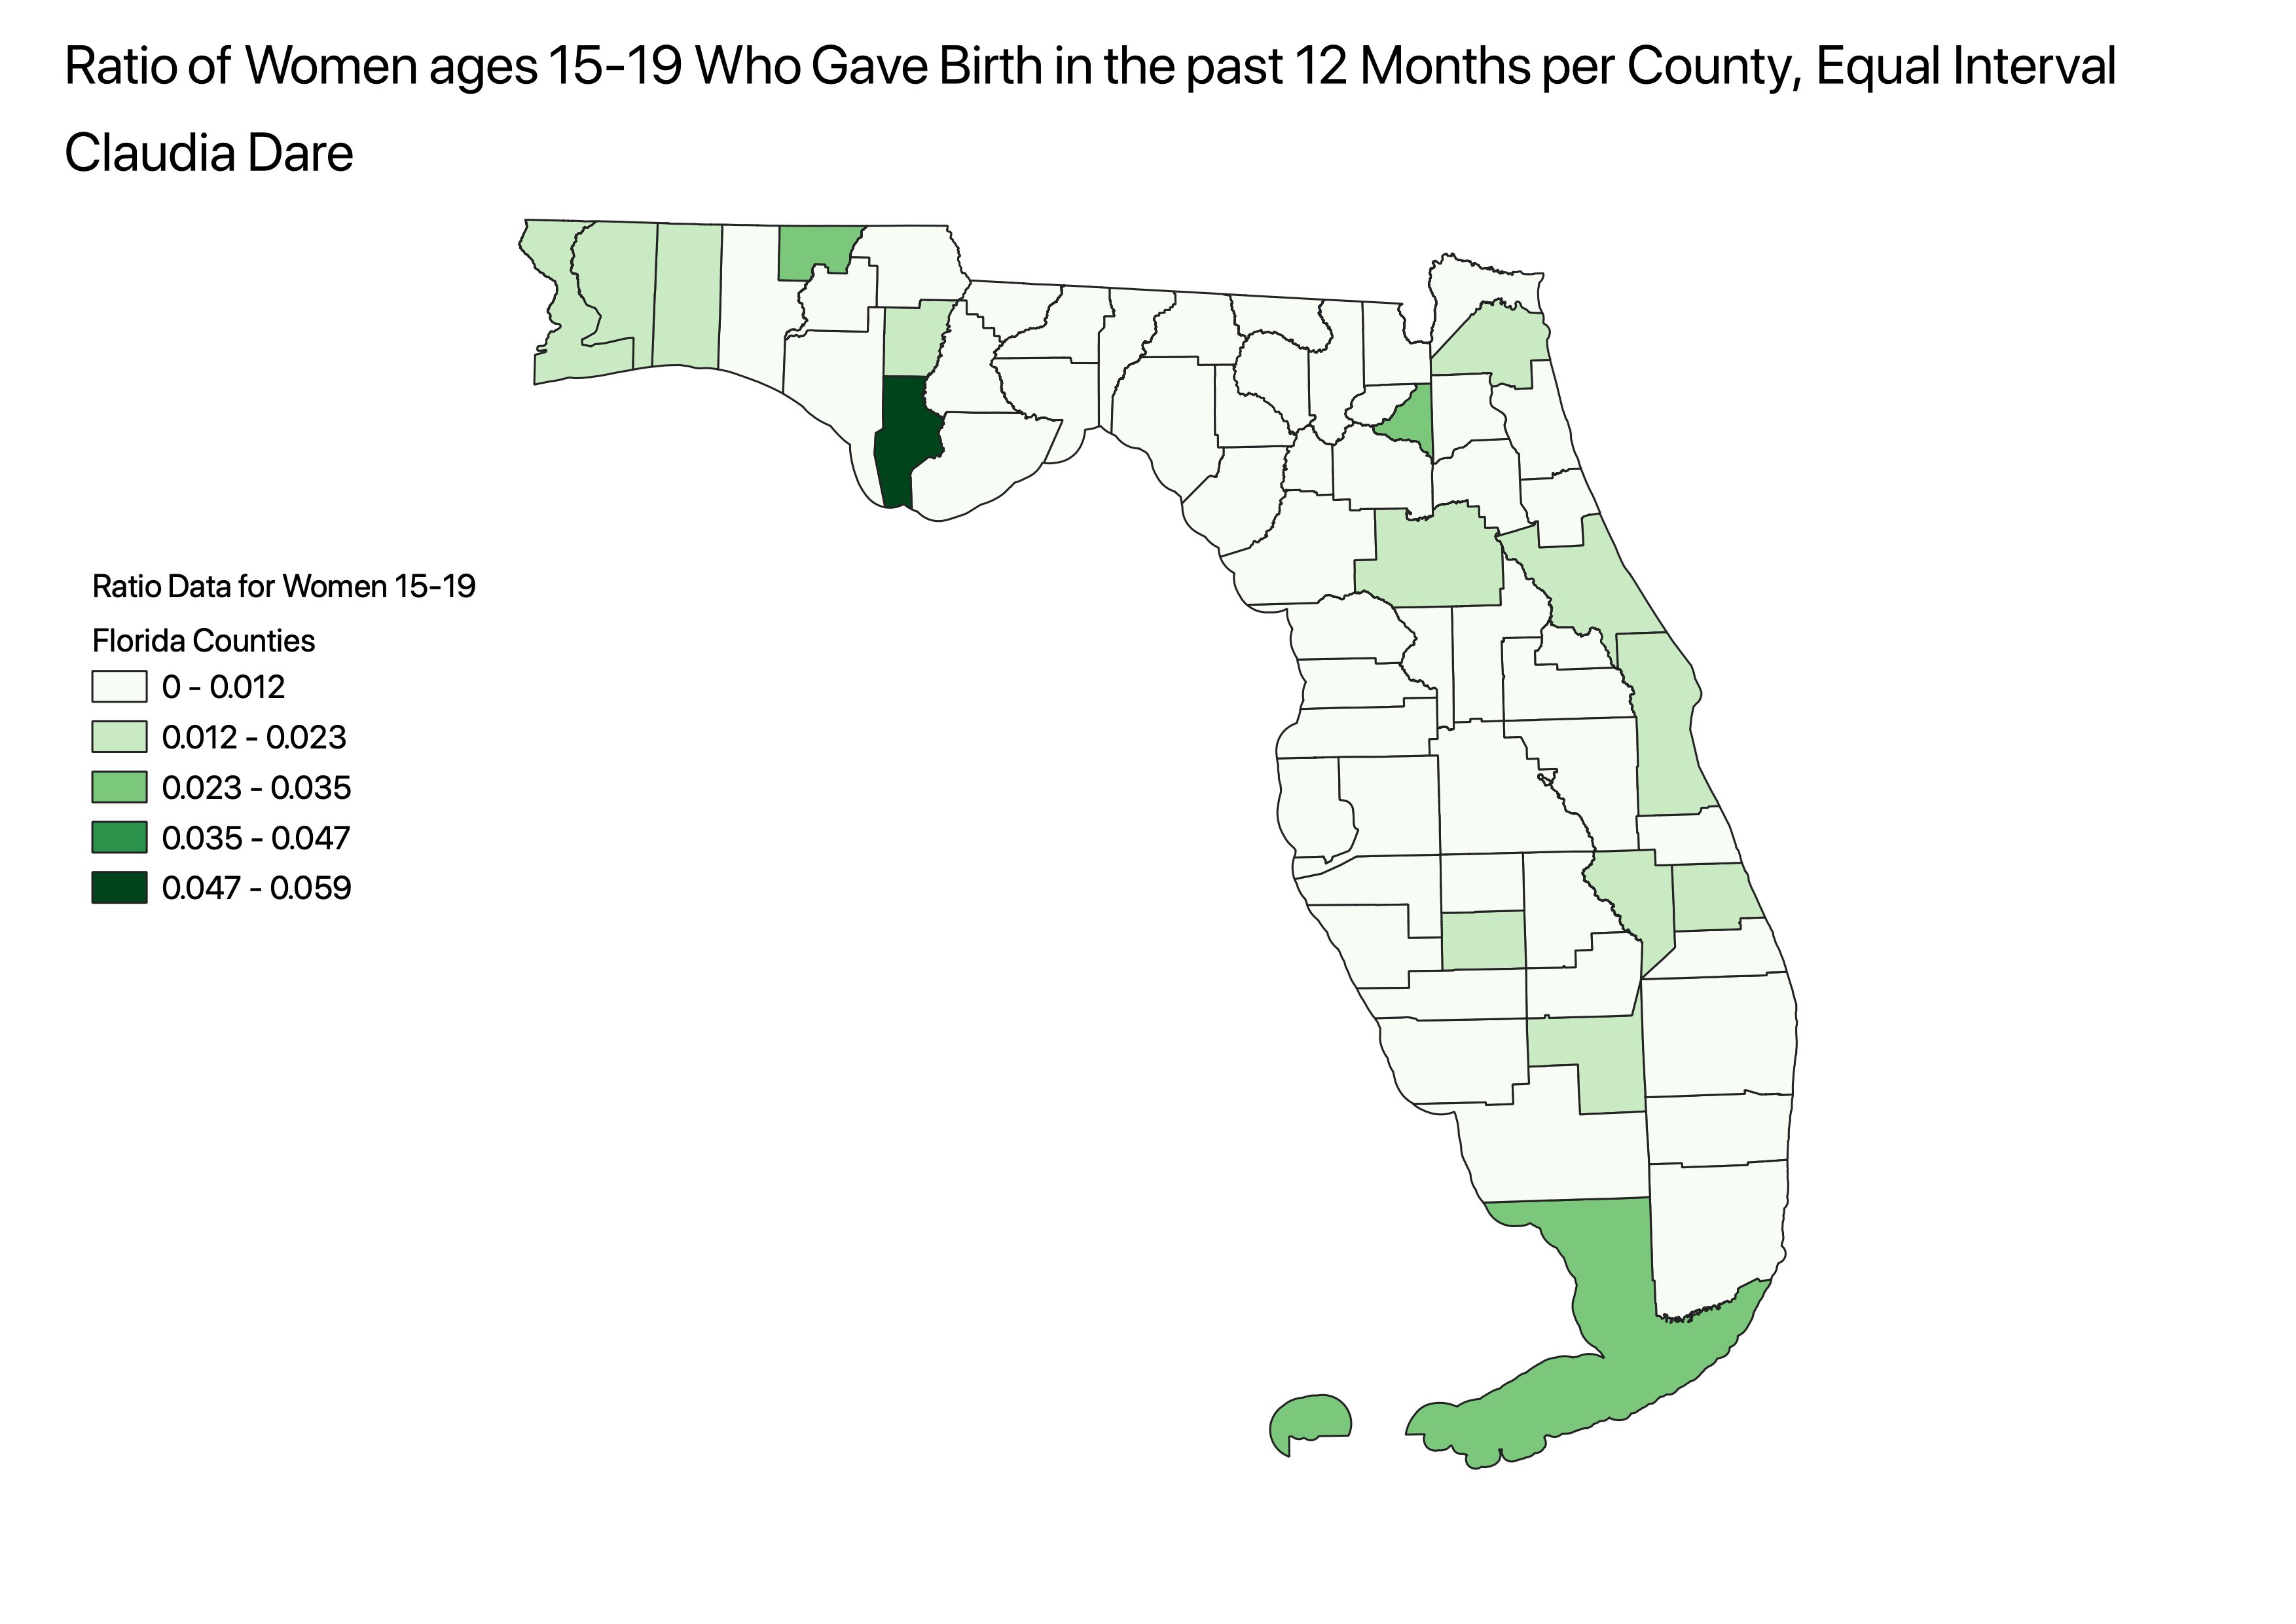 Ratio of Women ages 15-19 Who Gave Birth in the past 12 Months per County, Equal Interval
Claudia Dare
Ratio Data for Women 15-19
Florida Counties
0 - 0.012
0.012 - 0.023
0.023 - 0.035
0.035 - 0.047
0.047 - 0.059